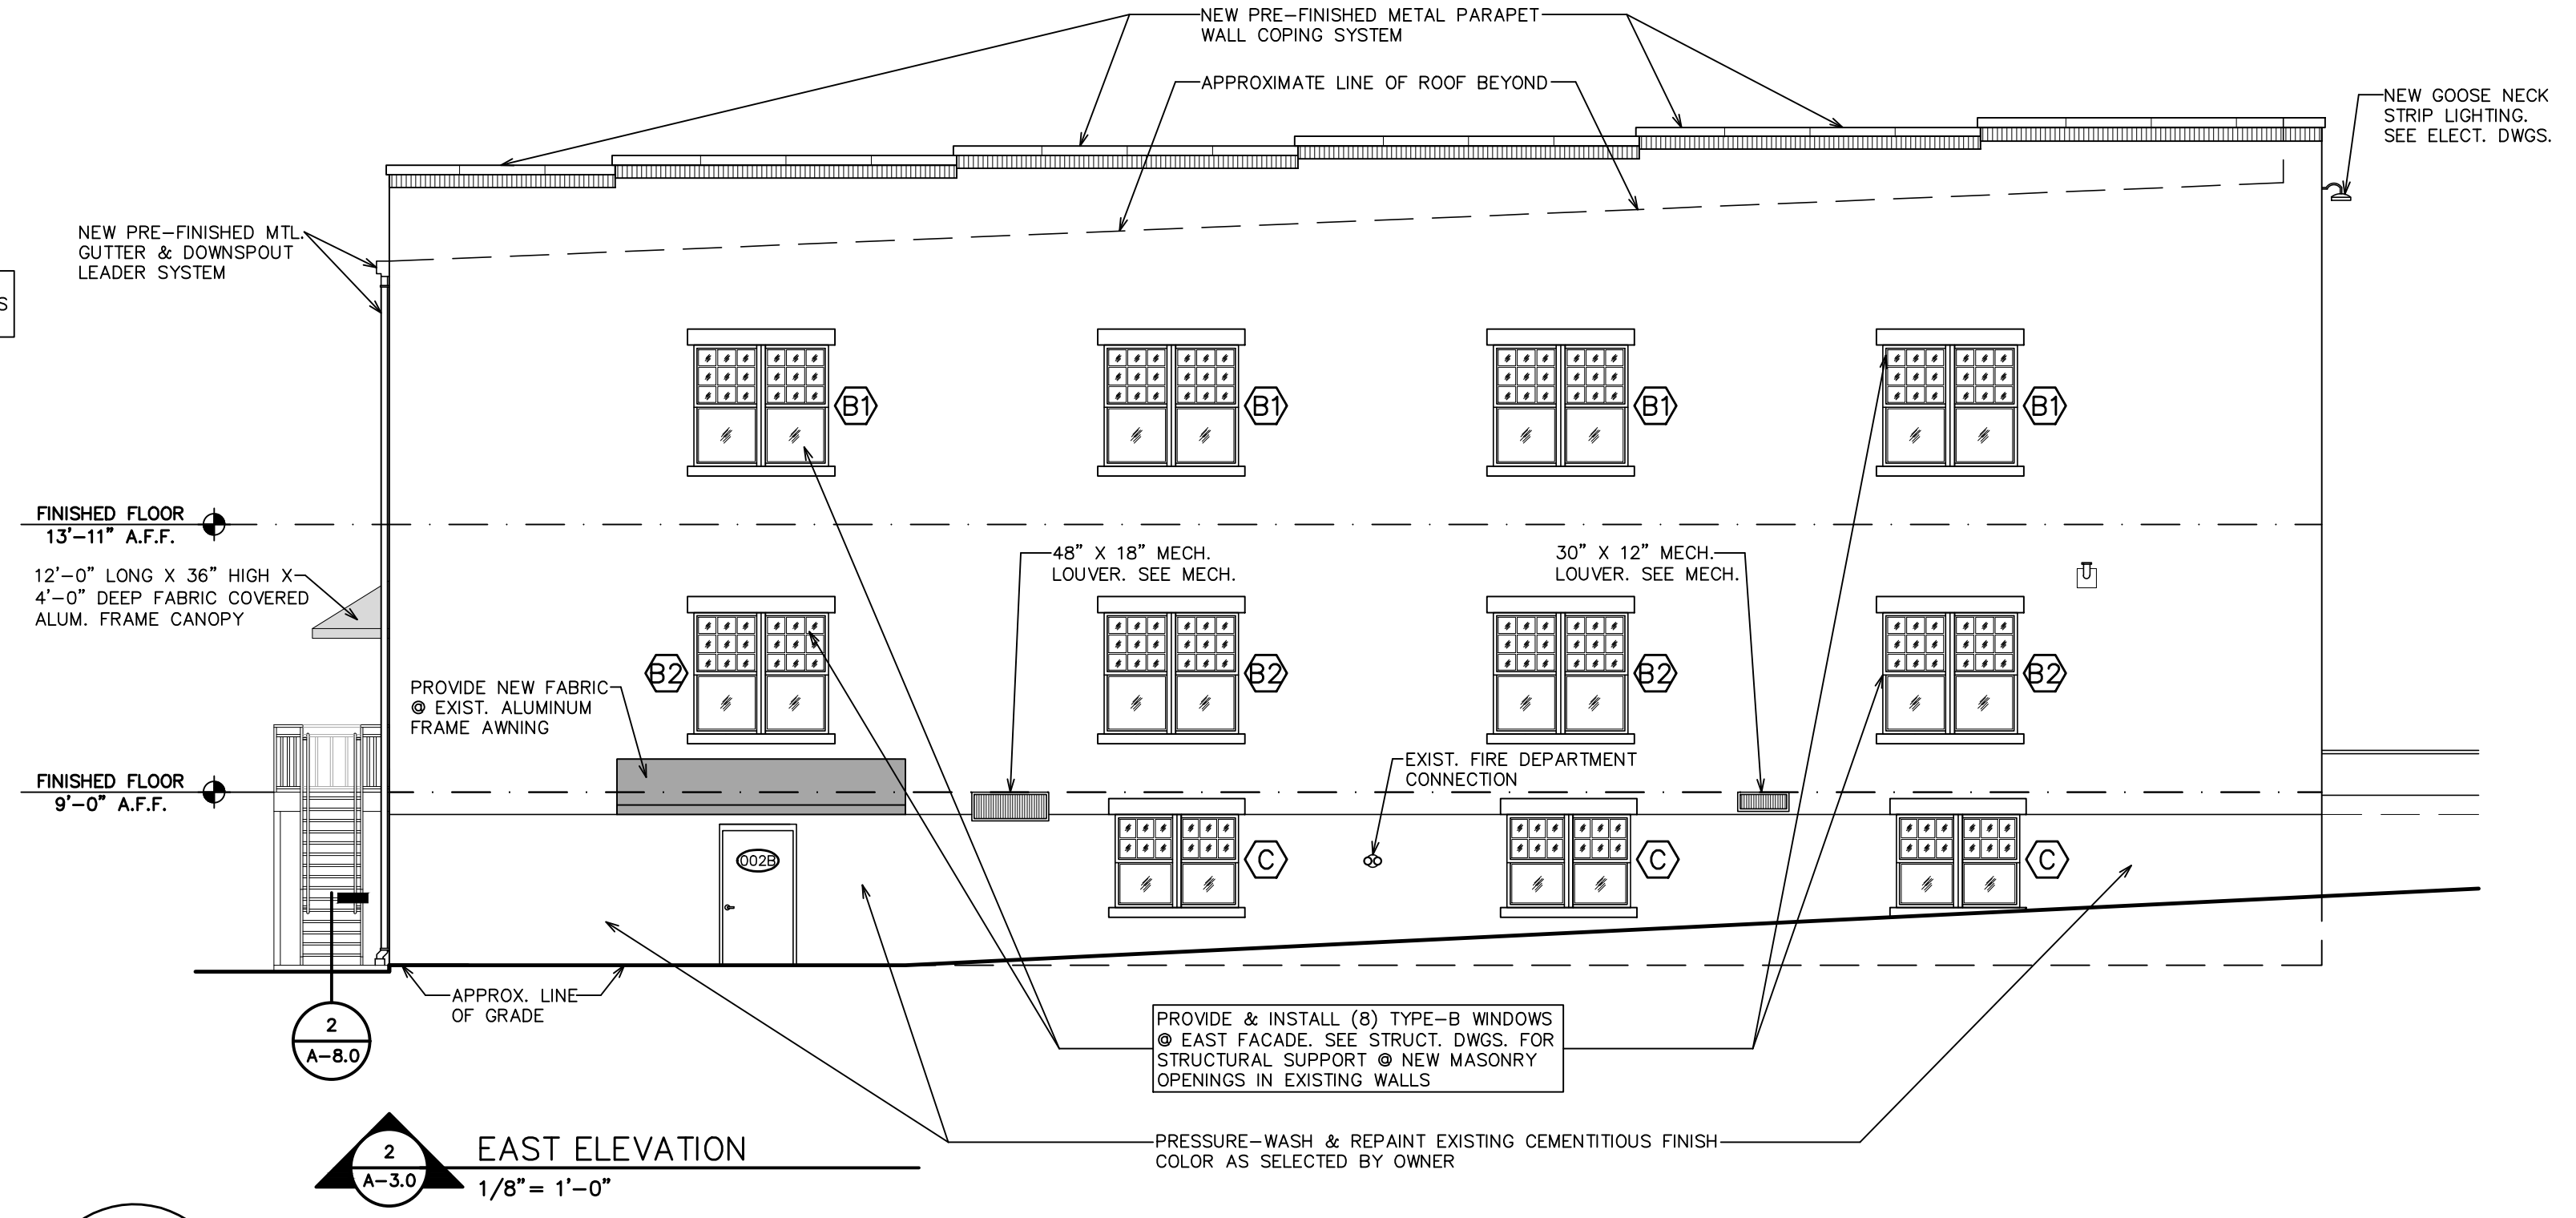 NEW PRE-FINISHED METAL PARAPET
WALL COPING SYSTEM
APPROXIMATE LINE OF ROOF BEYOND
NEW GOOSE NECK
STRIP LIGHTING.
SEE ELECT. DWGS.
NEW PRE-FINISHED MTL.
GUTTER & DOWNSPOUT
LEADER SYSTEM
S
B1
B1
B1
B1
FINISHED FLOOR
13'-11" A.F.F.
12'-0" LONG X 36" HIGH X
4'-0" DEEP FABRIC COVERED
ALUM. FRAME CANOPY
48" X 18" MECH.
LOUVER. SEE MECH.
30" X 12" MECH.
LOUVER. SEE MECH.
B2
B2
B2
B2
PROVIDE NEW FABRIC
@ EXIST. ALUMINUM
FRAME AWNING
EXIST. FIRE DEPARTMENT
CONNECTION
FINISHED FLOOR
9'-0" A.F.F.
002B
C
C
C
APPROX. LINE
OF GRADE
2
A-8.0
PROVIDE & INSTALL (8) TYPE-B WINDOWS
@ EAST FACADE. SEE STRUCT. DWGS. FOR
STRUCTURAL SUPPORT @ NEW MASONRY
OPENINGS IN EXISTING WALLS
PRESSURE-WASH & REPAINT EXISTING CEMENTITIOUS FINISH
COLOR AS SELECTED BY OWNER
2
A-3.0
EAST ELEVATION
1/8"= 1'-0"